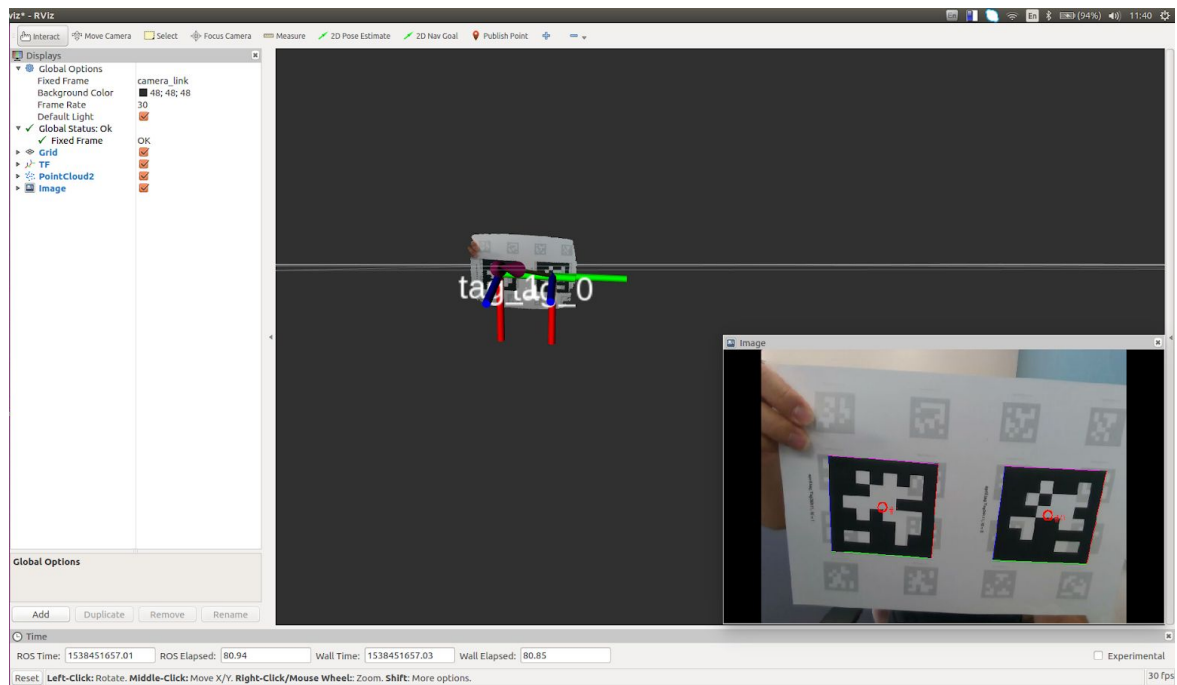 viz* - RViz
En (94%) 11:40
Interact Move Camera Select Focus Camera Measure 2D Pose Estimate 2D Nav Goal Publish Point
Displays
Global Options
Fixed Frame camera_link
Background Color 48; 48; 48
Frame Rate 30
Default Light
Global Status: Ok
Fixed Frame OK
Grid
TF
PointCloud2
Image
tag_1
tag_0
Image
Global Options
Add Duplicate Remove Rename
Time
ROS Time: 1538451657.01 ROS Elapsed: 80.94 Wall Time: 1538451657.03 Wall Elapsed: 80.85 Experimental
Reset Left-Click: Rotate. Middle-Click: Move X/Y. Right-Click/Mouse Wheel:: Zoom. Shift: More options. 30 fps